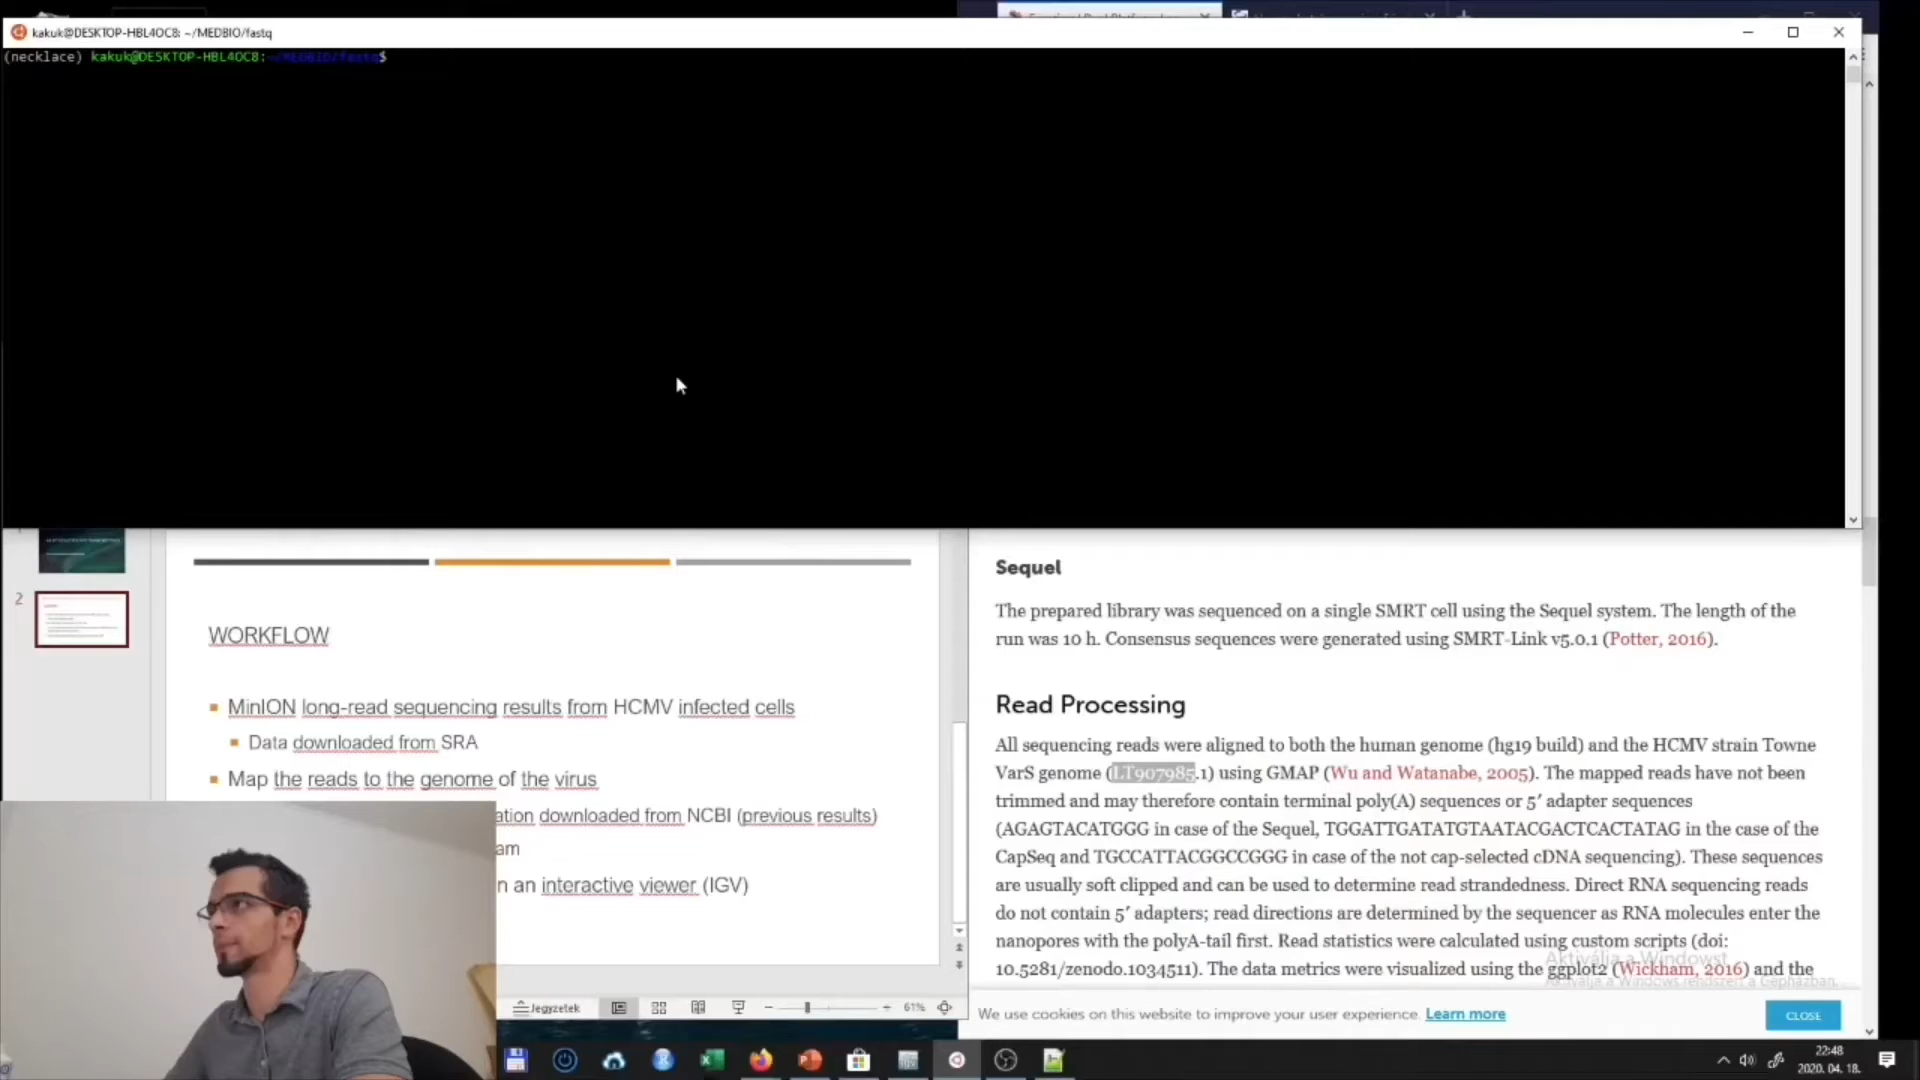 kakuk@DESKTOP-HBL4OC8: ~/MEDBIO/fastq
(necklace) kakuk@DESKTOP-HBL4OC8:~/MEDBIO/fastq$
2
WORKFLOW
MinION long-read sequencing results from HCMV infected cells
Data downloaded from SRA
Map the reads to the genome of the virus
ation downloaded from NCBI (previous results)
am
n an interactive viewer (IGV)
Jegyzetek
61%
Sequel
The prepared library was sequenced on a single SMRT cell using the Sequel system. The length of the
run was 10 h. Consensus sequences were generated using SMRT-Link v5.0.1 (Potter, 2016).
Read Processing
All sequencing reads were aligned to both the human genome (hg19 build) and the HCMV strain Towne
VarS genome (LT907985.1) using GMAP (Wu and Watanabe, 2005). The mapped reads have not been
trimmed and may therefore contain terminal poly(A) sequences or 5′ adapter sequences
(AGAGTACATGGG in case of the Sequel, TGGATTGATATGTAATACGACTCACTATAG in the case of the
CapSeq and TGCCATTACGGCCGGG in case of the not cap-selected cDNA sequencing). These sequences
are usually soft clipped and can be used to determine read strandedness. Direct RNA sequencing reads
do not contain 5′ adapters; read directions are determined by the sequencer as RNA molecules enter the
nanopores with the polyA-tail first. Read statistics were calculated using custom scripts (doi:
10.5281/zenodo.1034511). The data metrics were visualized using the ggplot2 (Wickham, 2016) and the
Aktiválja a Windowst
Aktiválja a Windows rendszert a Gépházban.
We use cookies on this website to improve your user experience. Learn more
CLOSE
22:48
2020. 04. 18.